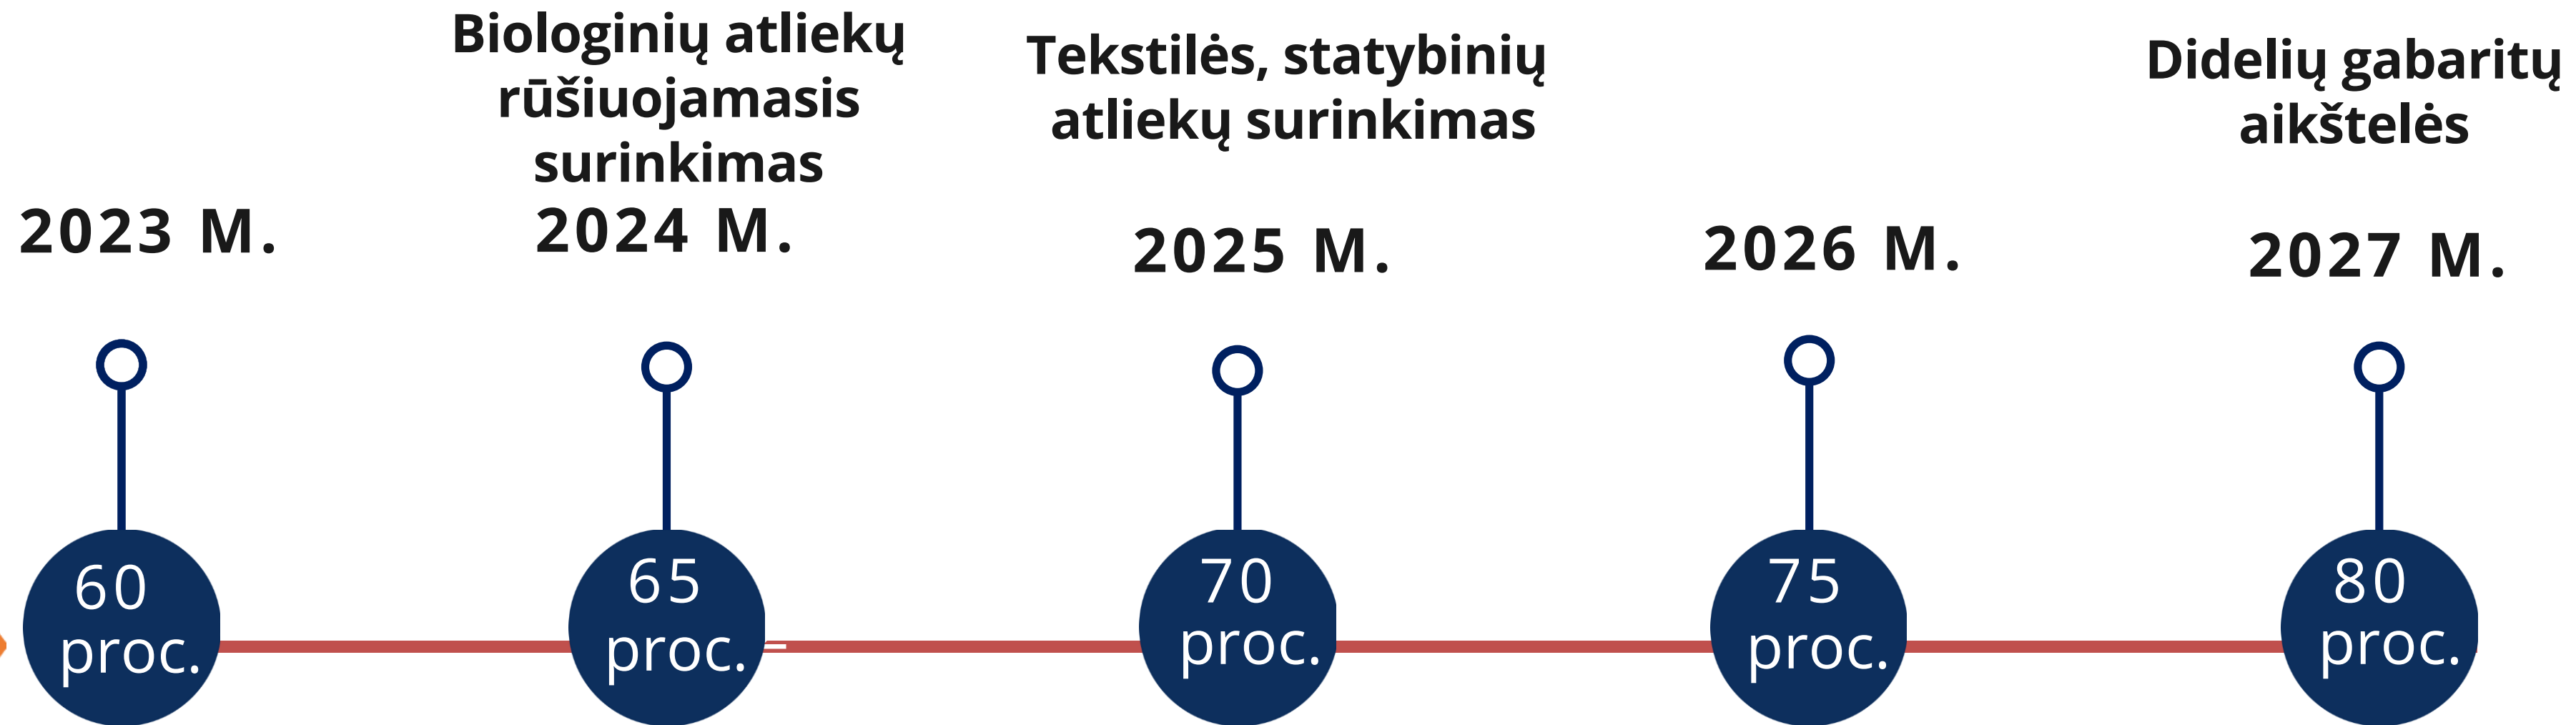 2023 M.
Biologinių atliekų
rūšiuojamasis
surinkimas
2024 M.
Tekstilės, statybinių
atliekų surinkimas
2025 M.
2026 M.
Didelių gabaritų
aikštelės
2027 M.
60
proc.
65
proc.
70
proc.
75
proc.
80
proc.